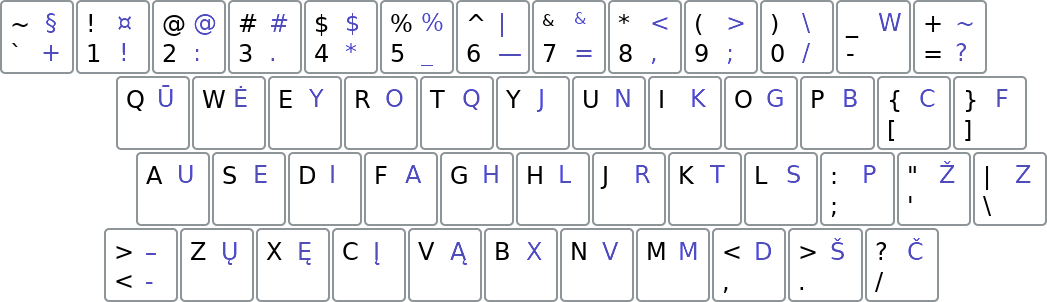 ~ § ! ¤ @ @ # # $ $ % % ^ | & & * < ( > ) \ _ W + ~
` + 1 ! 2 : 3 . 4 * 5 _ 6 — 7 = 8 , 9 ; 0 / - = ?
Q Ū W Ė E Y R O T Q Y J U N I K O G P B { C } F
[ ]
A U S E D I F A G H H L J R K T L S : P " Ž | Z
; ' \
> – Z Ų X Ę C Į V Ą B X N V M M < D > Š ? Č
< - , . /